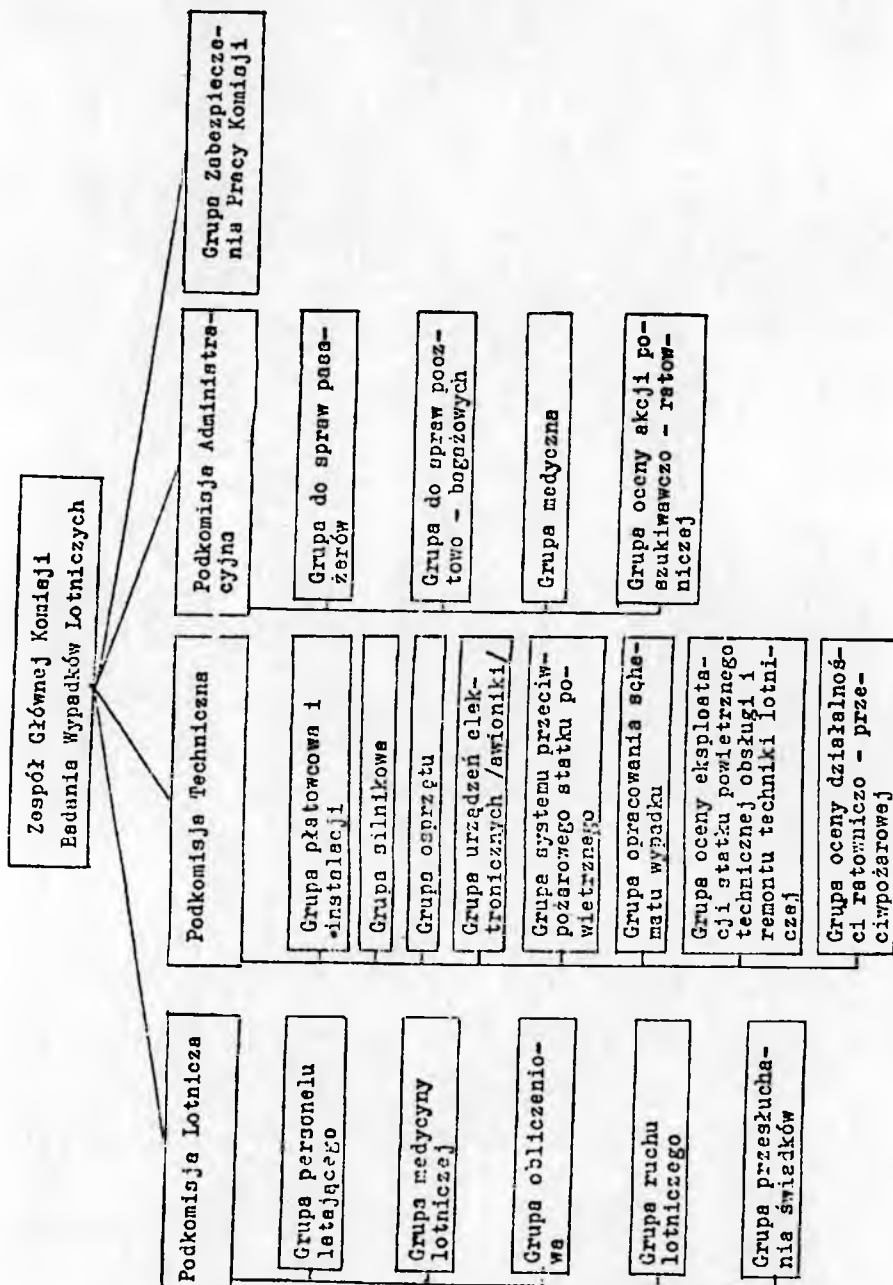 Zespół Głównej Komisji
Badania Wypadków Lotniczych
Podkomisja Lotnicza
Grupa personelu
latającego
Grupa medycyny
lotniczej
Grupa obliczenio-
wa
Grupa ruchu
lotniczego
Grupa przesłucha-
nia świadków
Podkomisja Techniczna
Grupa płatowcowa i
instalacji
Grupa silnikowa
Grupa osprzętu
Grupa urządzeń elek-
tronicznych /awioniki/
Grupa systemu przeciw-
pożarowego statku po-
wietrznego
Grupa opracowania sche-
matu wypadku
Grupa oceny eksploata-
cji statku powietrznego
technicznej obsługi i
remontu techniki lotni-
czej
Grupa oceny działalnoś-
ci ratowniczo - prze-
ciwpożarowej
Podkomisja Administra-
cyjna
Grupa do spraw pasa-
żerów
Grupa do spraw pocz-
towo - bagażowych
Grupa medyczna
Grupa oceny akcji po-
szukiwawczo - ratow-
niczej
Grupa Zabezpiecze-
nia Pracy Komisji